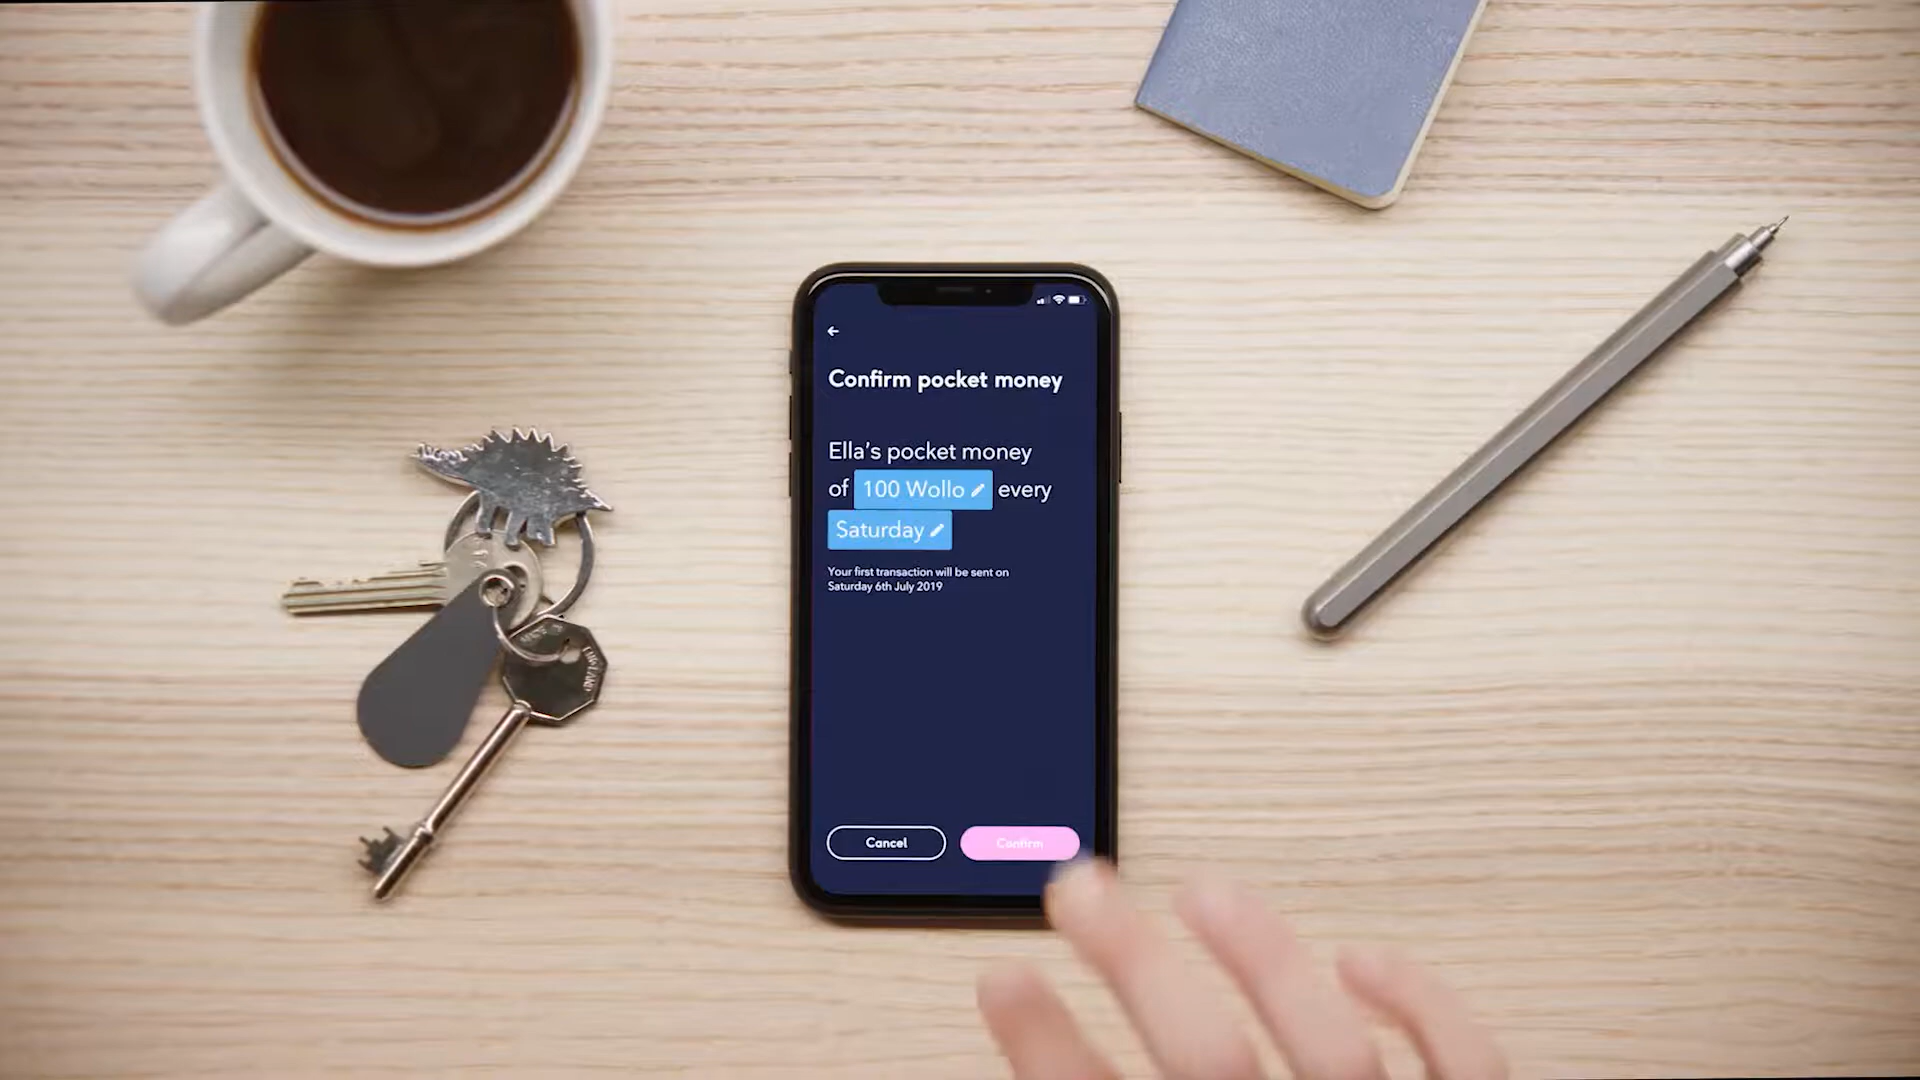 Confirm pocket money
Ella's pocket money
of 100 Wollo every
Saturday
Your first transaction will be sent on
Saturday 6th July 2019
Cancel
Confirm